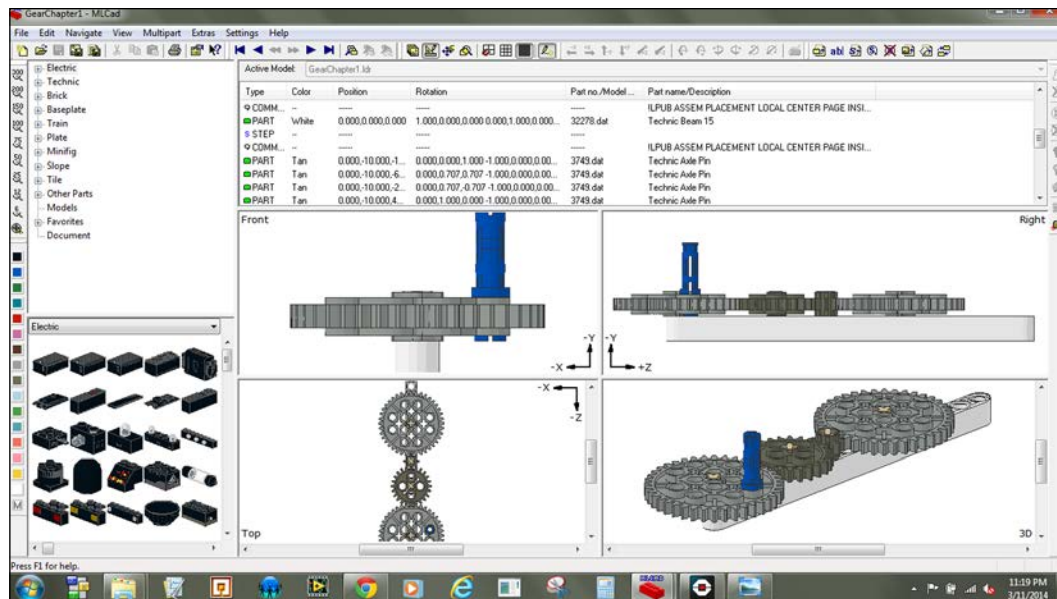 GearChapter1 - MLCad
File Edit Navigate View Multipart Extras Settings Help
abl
200
200
150
100
75
50
25
Electric
Technic
Brick
Baseplate
Train
Plate
Minifig
Slope
Tile
Other Parts
Models
Favorites
Document
Active Model: GearChapter1.ldr
Type Color Position Rotation Part no./Model ... Part name/Description
COMM... -- ----- ----- ----- !LPUB ASSEM PLACEMENT LOCAL CENTER PAGE INSI...
PART White 0.000,0.000,0.000 1.000,0.000,0.000 0.000,1.000,0.000... 32278.dat Technic Beam 15
STEP -- ----- ----- ----- -----
COMM... -- ----- ----- ----- !LPUB ASSEM PLACEMENT LOCAL CENTER PAGE INSI...
PART Tan 0.000,-10.000,-1... 0.000,0.000,1.000 -1.000,0.000,0.00... 3749.dat Technic Axle Pin
PART Tan 0.000,-10.000,-6... 0.000,0.707,0.707 -1.000,0.000,0.00... 3749.dat Technic Axle Pin
PART Tan 0.000,-10.000,-2... 0.000,0.707,-0.707 -1.000,0.000,0.00... 3749.dat Technic Axle Pin
PART Tan 0.000,-10.000,4... 0.000,1.000,0.000 -1.000,0.000,0.00... 3749.dat Technic Axle Pin
Front
Right
-Y
-X
-Y
+Z
Electric
-X
-Z
Top
3D
M
Press F1 for help.
MLCAD
11:19 PM
3/11/2014